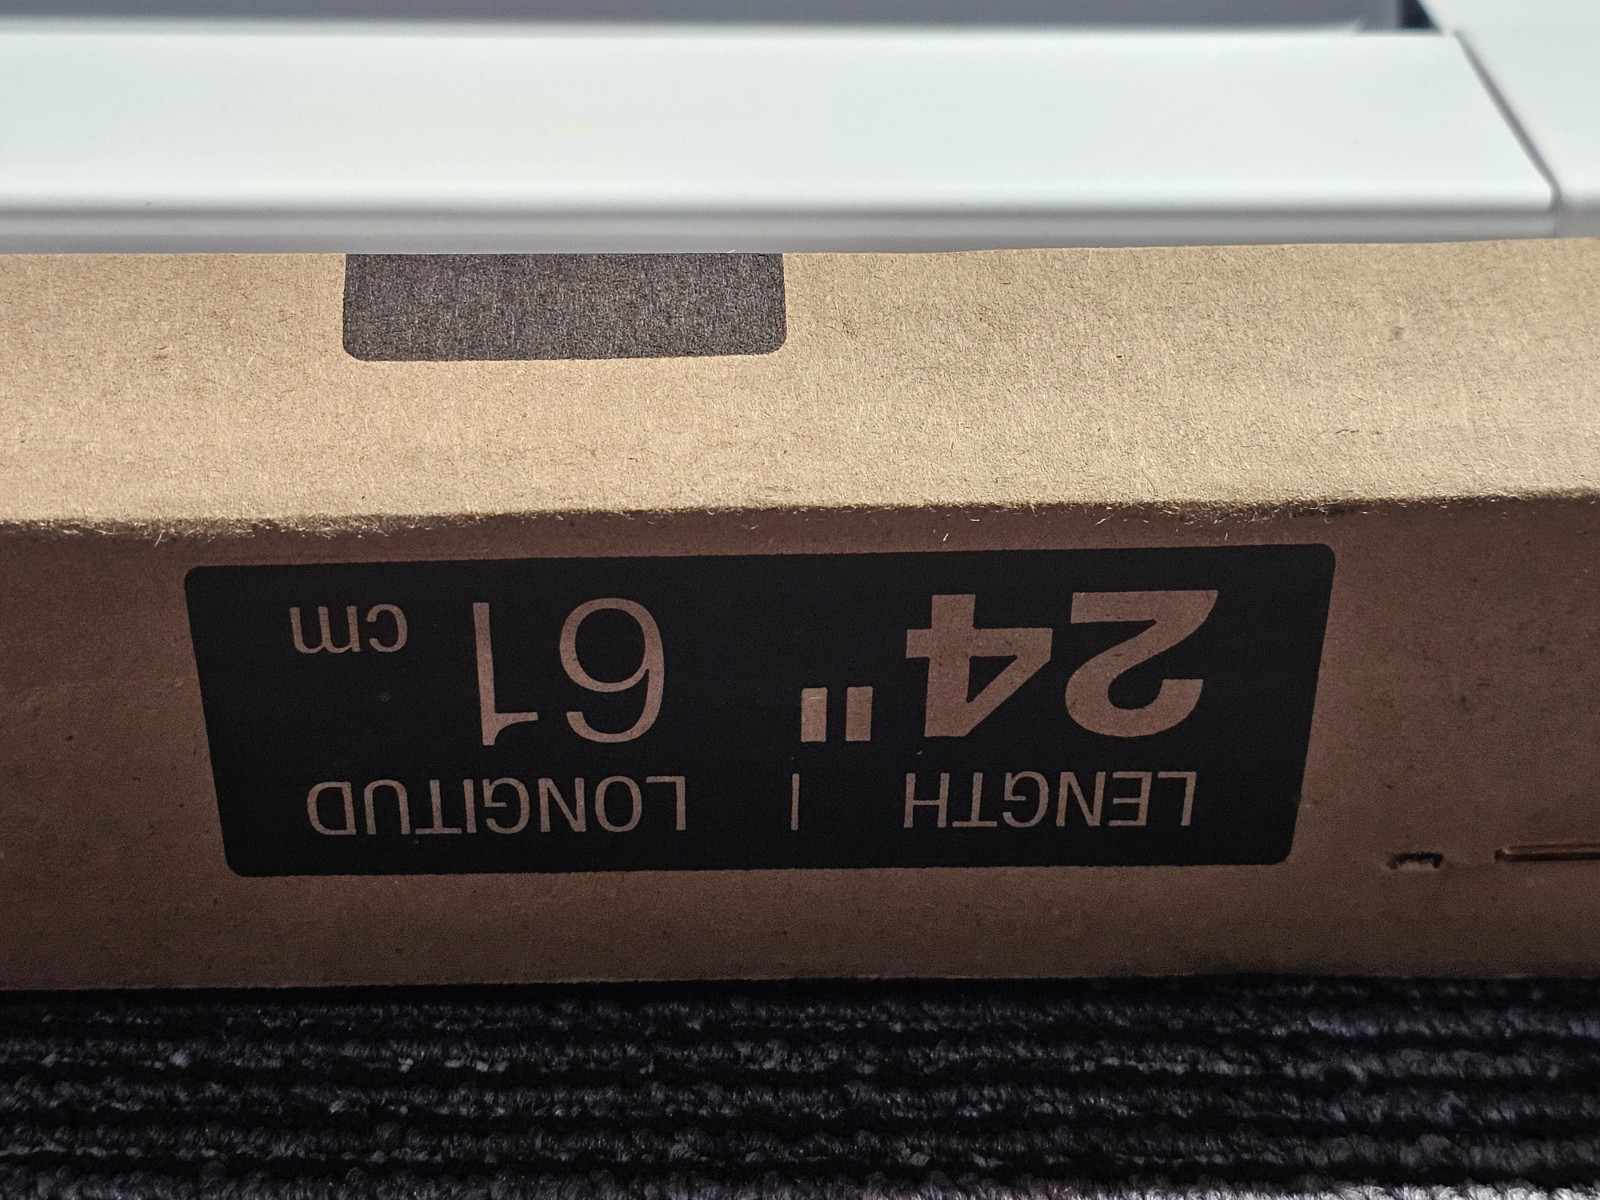 LENGTH | LONGITUD
24" 61 cm